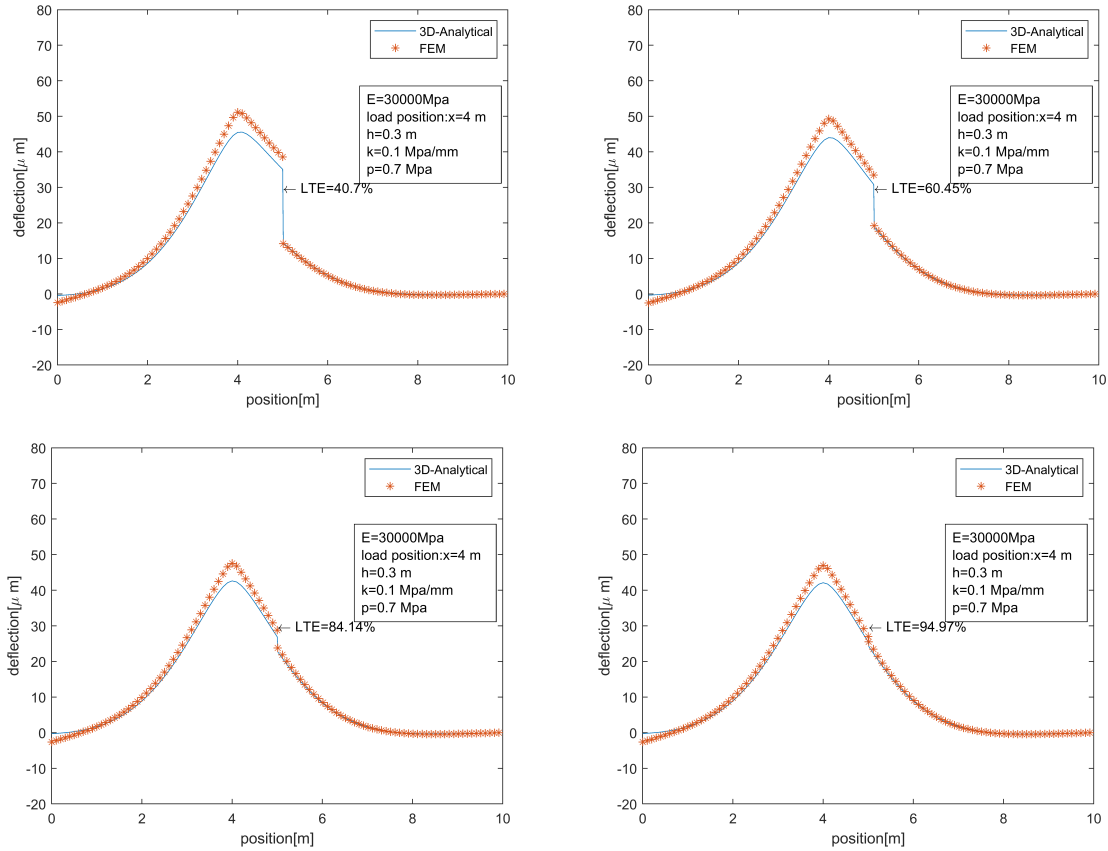 80
70
60
50
40
30
20
10
0
-10
-20
deflection[μ m]
0 2 4 6 8 10
position[m]
3D-Analytical
FEM
E=30000Mpa
load position:x=4 m
h=0.3 m
k=0.1 Mpa/mm
p=0.7 Mpa
← LTE=40.7%
80
70
60
50
40
30
20
10
0
-10
-20
deflection[μ m]
0 2 4 6 8 10
position[m]
3D-Analytical
FEM
E=30000Mpa
load position:x=4 m
h=0.3 m
k=0.1 Mpa/mm
p=0.7 Mpa
← LTE=60.45%
80
70
60
50
40
30
20
10
0
-10
-20
deflection[μ m]
0 2 4 6 8 10
position[m]
3D-Analytical
FEM
E=30000Mpa
load position:x=4 m
h=0.3 m
k=0.1 Mpa/mm
p=0.7 Mpa
← LTE=84.14%
80
70
60
50
40
30
20
10
0
-10
-20
deflection[μ m]
0 2 4 6 8 10
position[m]
3D-Analytical
FEM
E=30000Mpa
load position:x=4 m
h=0.3 m
k=0.1 Mpa/mm
p=0.7 Mpa
← LTE=94.97%